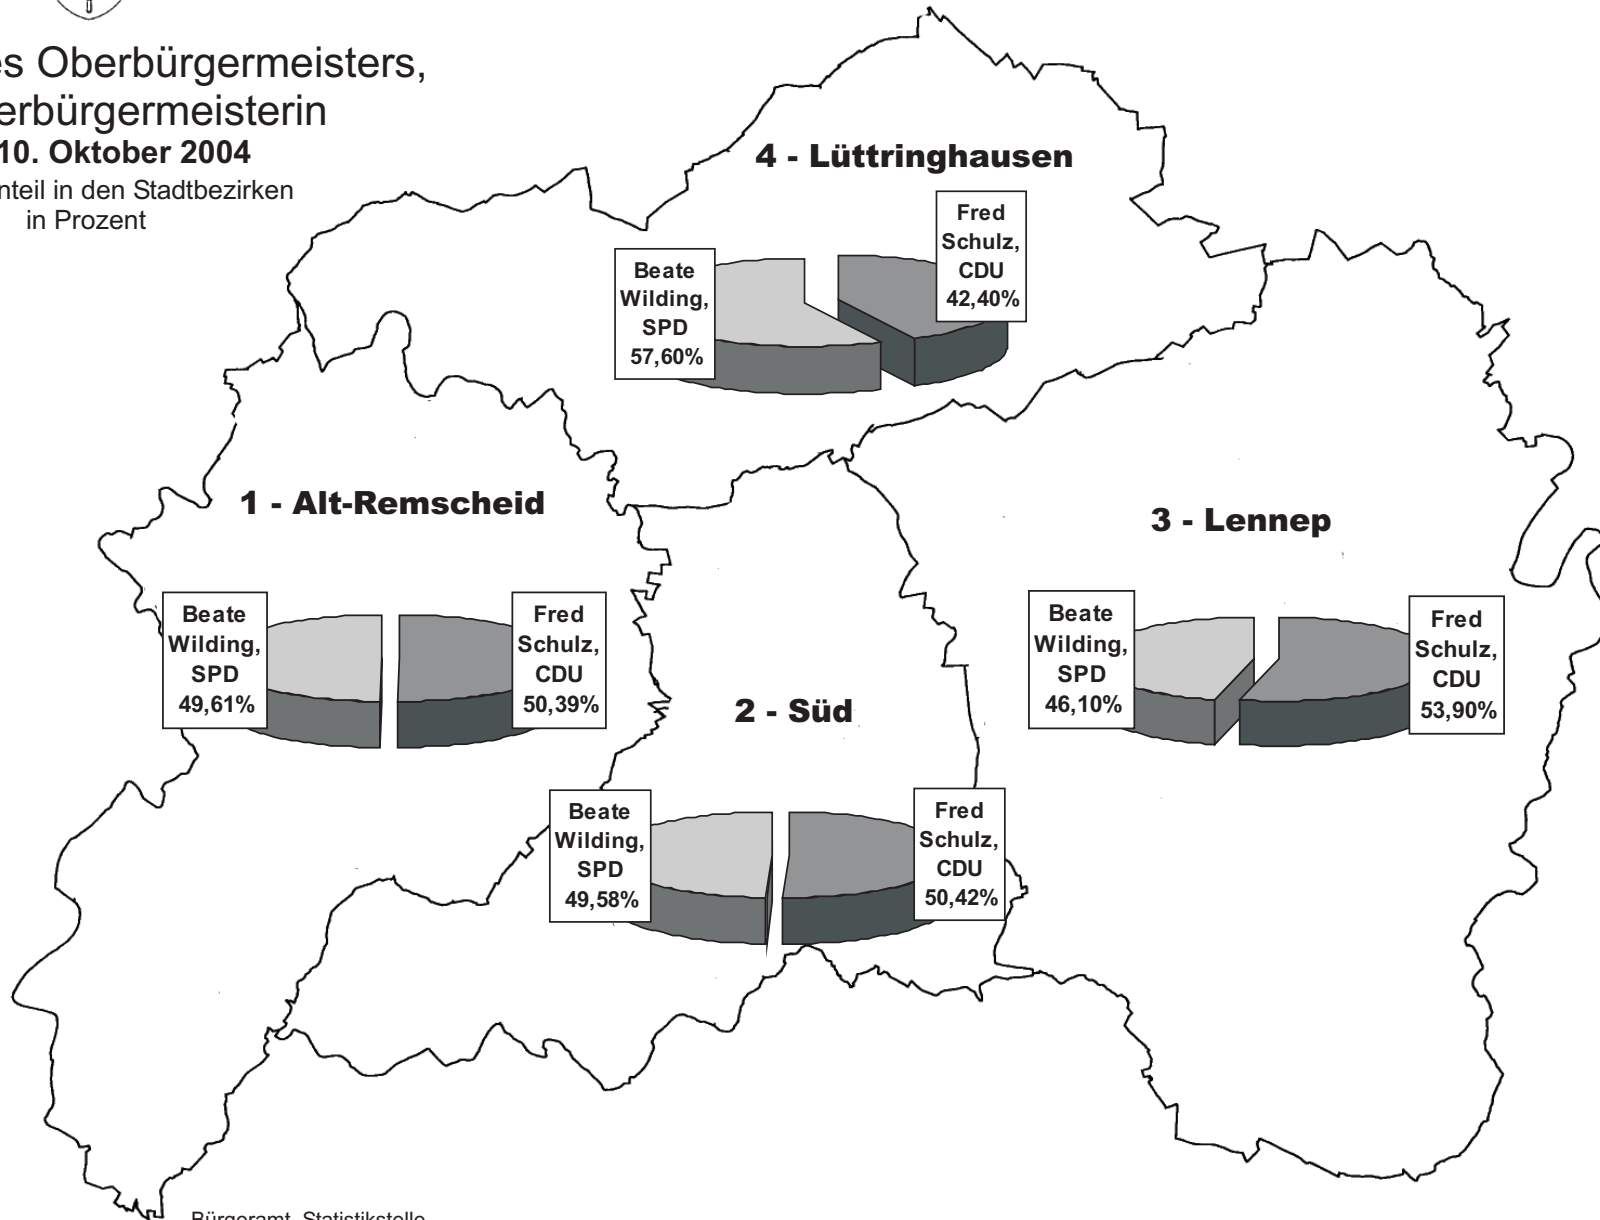 es Oberbürgermeisters,
erbürgermeisterin
10. Oktober 2004
nteil in den Stadtbezirken
in Prozent
4 - Lüttringhausen
Beate
Wilding,
SPD
57,60%
Fred
Schulz,
CDU
42,40%
1 - Alt-Remscheid
Beate
Wilding,
SPD
49,61%
Fred
Schulz,
CDU
50,39%
2 - Süd
Beate
Wilding,
SPD
49,58%
Fred
Schulz,
CDU
50,42%
3 - Lennep
Beate
Wilding,
SPD
46,10%
Fred
Schulz,
CDU
53,90%
Bürgeramt, Statistikstelle